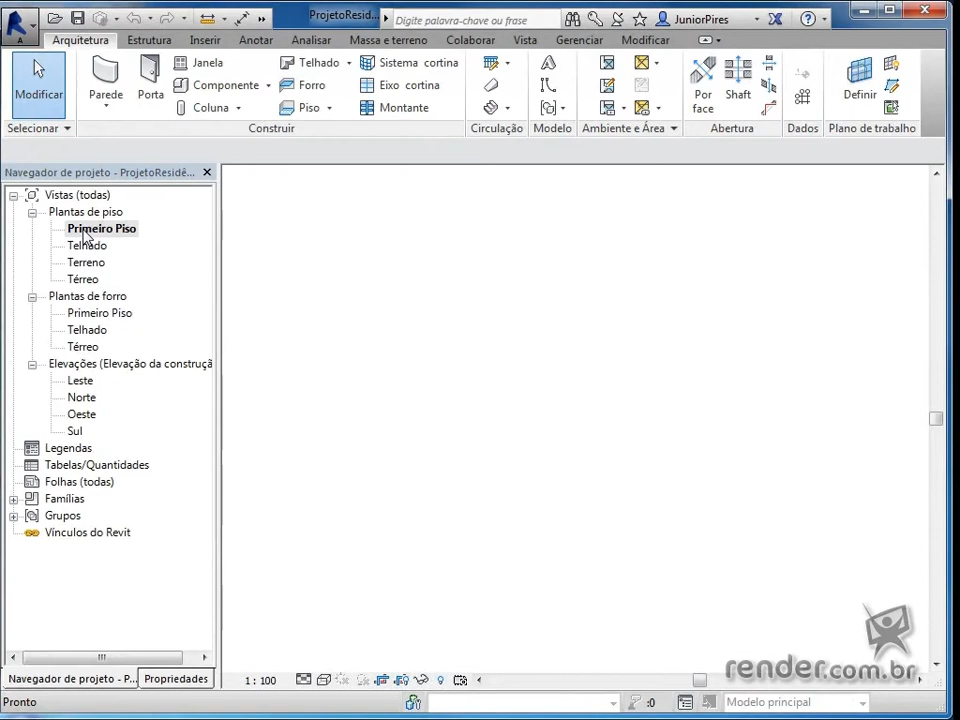 ProjetoResid...
Insira palavra-chave ou frase
JuniorPires
Arquitetura Estrutura Inserir Anotar Analisar Massa e terreno Colaborar Vista Gerenciar Modificar
Modificar
Selecionar
Parede
Porta
Janela
Componente
Coluna
Telhado
Forro
Piso
Sistema cortina
Eixo cortina
Montante
Construir
Circulação
Modelo
Ambiente e Área
Por face
Shaft
Abertura
Dados
Definir
Plano de trabalho
Navegador de projeto - ProjetoResidê...
Vistas (todas)
Plantas de piso
Primeiro Piso
Telhado
Terreno
Térreo
Plantas de forro
Primeiro Piso
Telhado
Térreo
Elevações (Elevação da construçã
Leste
Norte
Oeste
Sul
Legendas
Tabelas/Quantidades
Folhas (todas)
Famílias
Grupos
Vínculos do Revit
Navegador de projeto - P...
Propriedades
1 : 100
render.com.br
Pronto
:0
Modelo principal